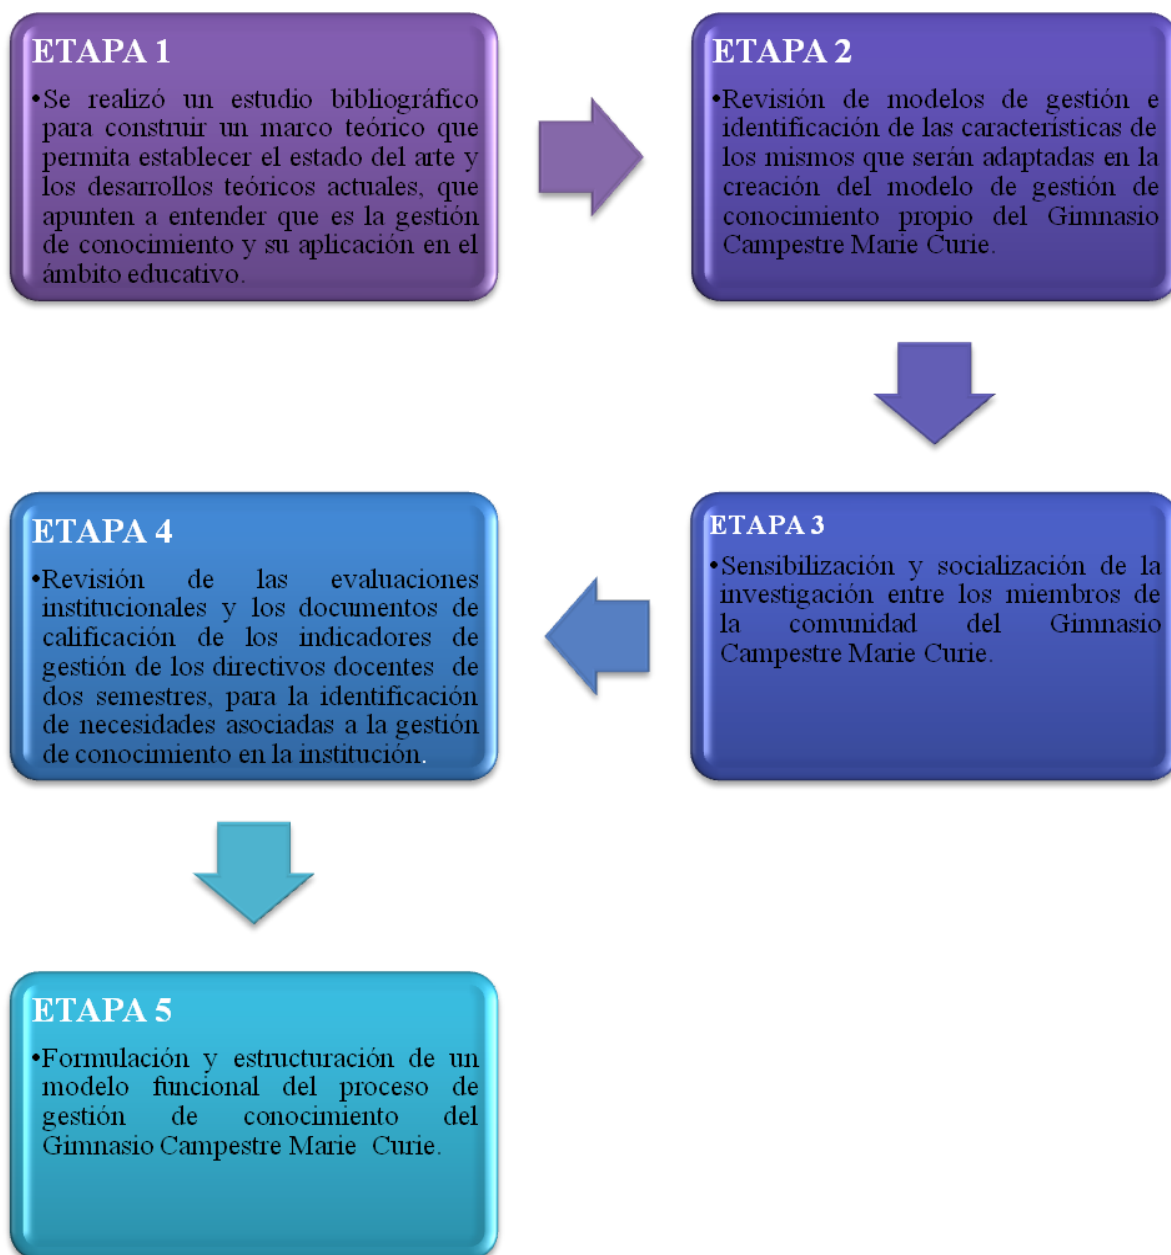 ETAPA 1
•Se realizó un estudio bibliográfico
para construir un marco teórico que
permita establecer el estado del arte y
los desarrollos teóricos actuales, que
apunten a entender que es la gestión
de conocimiento y su aplicación en el
ámbito educativo.
ETAPA 2
•Revisión de modelos de gestión e
identificación de las características de
los mismos que serán adaptadas en la
creación del modelo de gestión de
conocimiento propio del Gimnasio
Campestre Marie Curie.
ETAPA 3
•Sensibilización y socialización de la
investigación entre los miembros de
la comunidad del Gimnasio
Campestre Marie Curie.
ETAPA 4
•Revisión de las evaluaciones
institucionales y los documentos de
calificación de los indicadores de
gestión de los directivos docentes de
dos semestres, para la identificación
de necesidades asociadas a la gestión
de conocimiento en la institución.
ETAPA 5
•Formulación y estructuración de un
modelo funcional del proceso de
gestión de conocimiento del
Gimnasio Campestre Marie Curie.